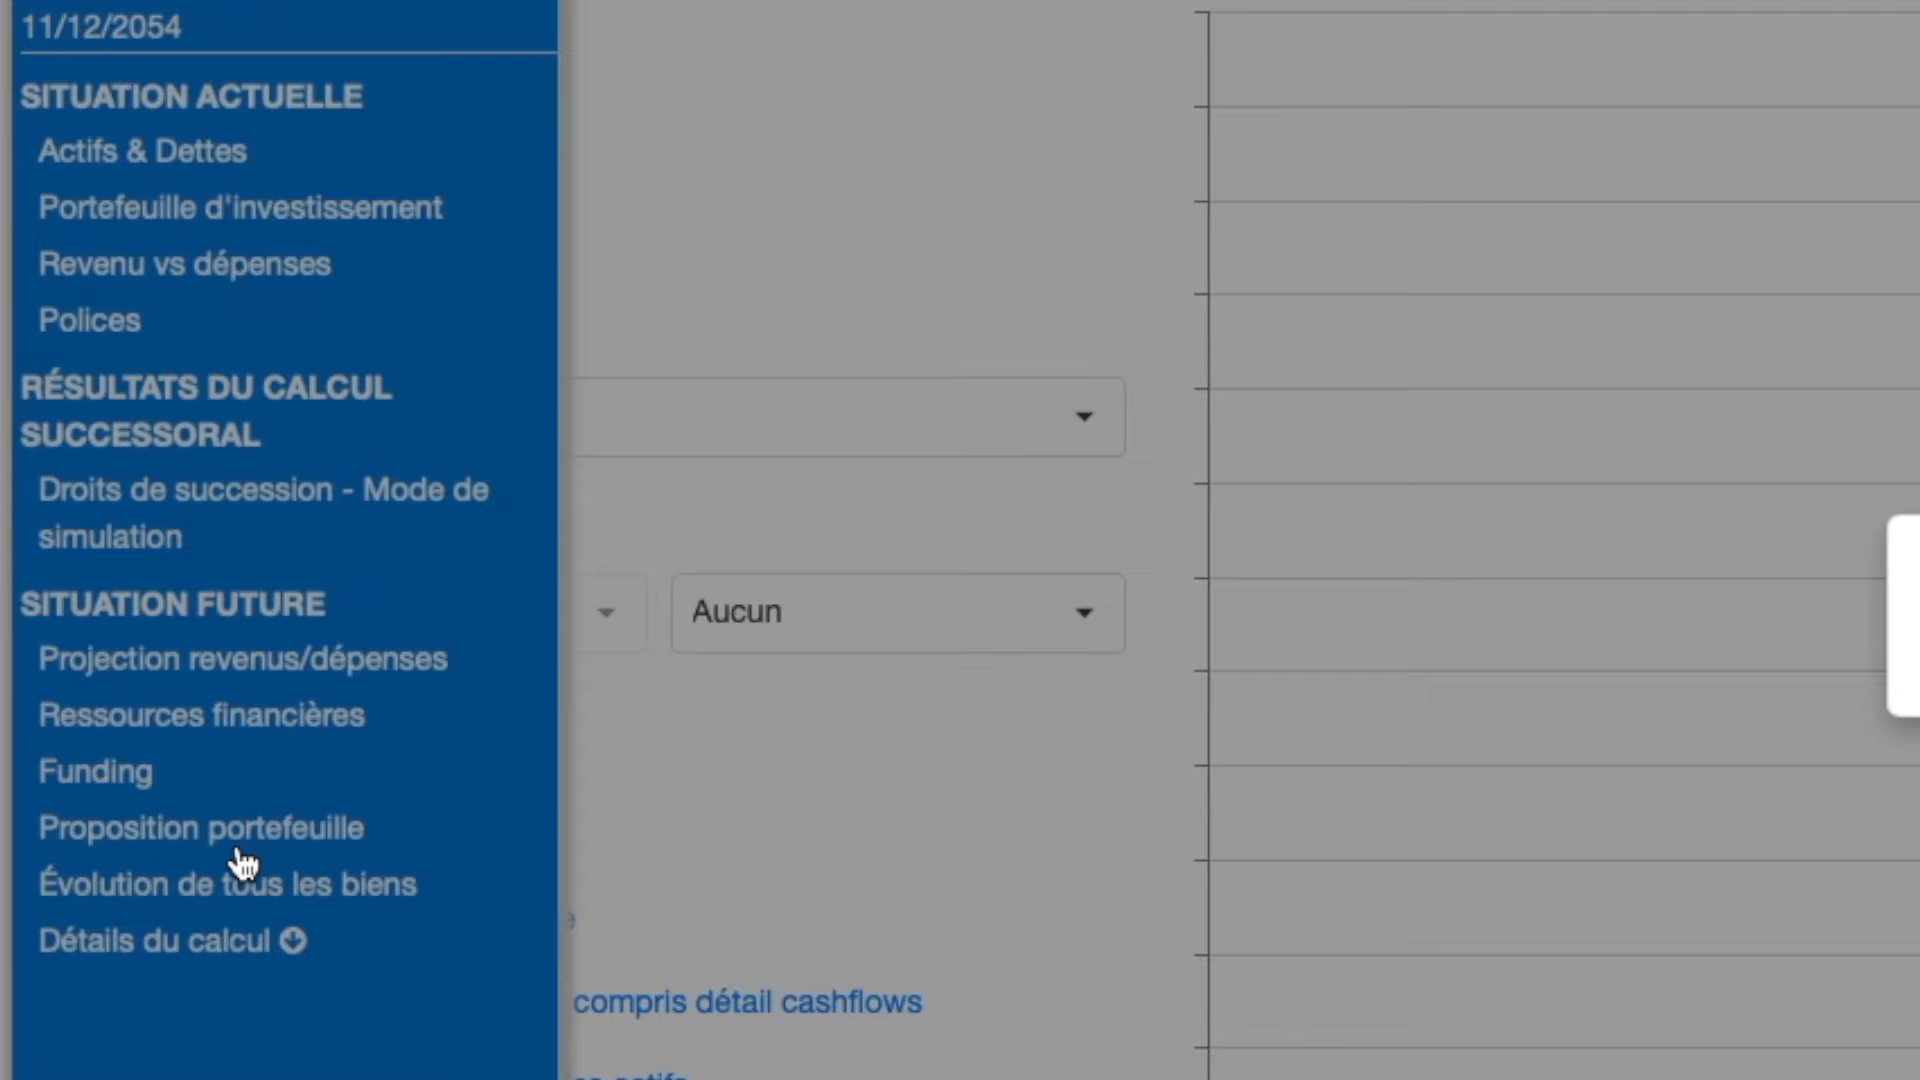 11/12/2054
SITUATION ACTUELLE
Actifs & Dettes
Portefeuille d'investissement
Revenu vs dépenses
Polices
RÉSULTATS DU CALCUL
SUCCESSORAL
Droits de succession - Mode de
simulation
SITUATION FUTURE
Projection revenus/dépenses
Ressources financières
Funding
Proposition portefeuille
Évolution de tous les biens
Détails du calcul
Aucun
compris détail cashflows